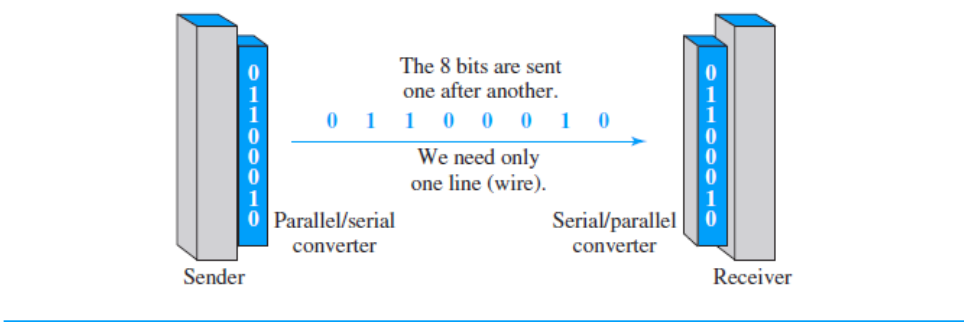 The 8 bits are sent
one after another.
0 1 1 0 0 0 1 0
We need only
one line (wire).
0
1
1
0
0
0
1
0
Parallel/serial
converter
Sender
0
1
1
0
0
0
1
0
Serial/parallel
converter
Receiver